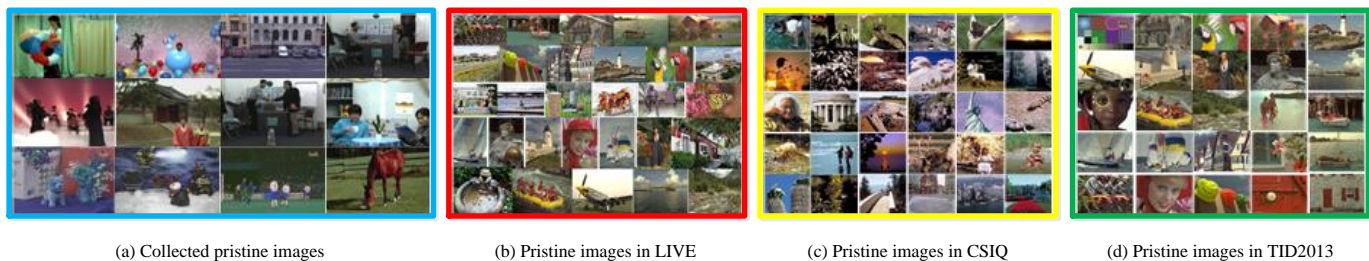 (a) Collected pristine images
(b) Pristine images in LIVE
(c) Pristine images in CSIQ
(d) Pristine images in TID2013